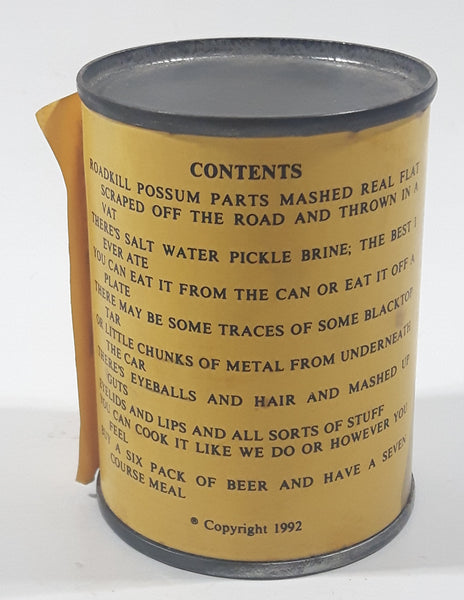 CONTENTS
ROADKILL POSSUM PARTS MASHED REAL FLAT
SCRAPED OFF THE ROAD AND THROWN IN A
VAT
THERE'S SALT WATER PICKLE BRINE; THE BEST I
EVER ATE
YOU CAN EAT IT FROM THE CAN OR EAT IT OFF A
PLATE
THERE MAY BE SOME TRACES OF SOME BLACKTOP
TAR
OR LITTLE CHUNKS OF METAL FROM UNDERNEATH
THE CAR
THERE'S EYEBALLS AND HAIR AND MASHED UP
GUTS
EYELIDS AND LIPS AND ALL SORTS OF STUFF
YOU CAN COOK IT LIKE WE DO OR HOWEVER YOU
FEEL
BUY A SIX PACK OF BEER AND HAVE A SEVEN
COURSE MEAL
® Copyright 1992